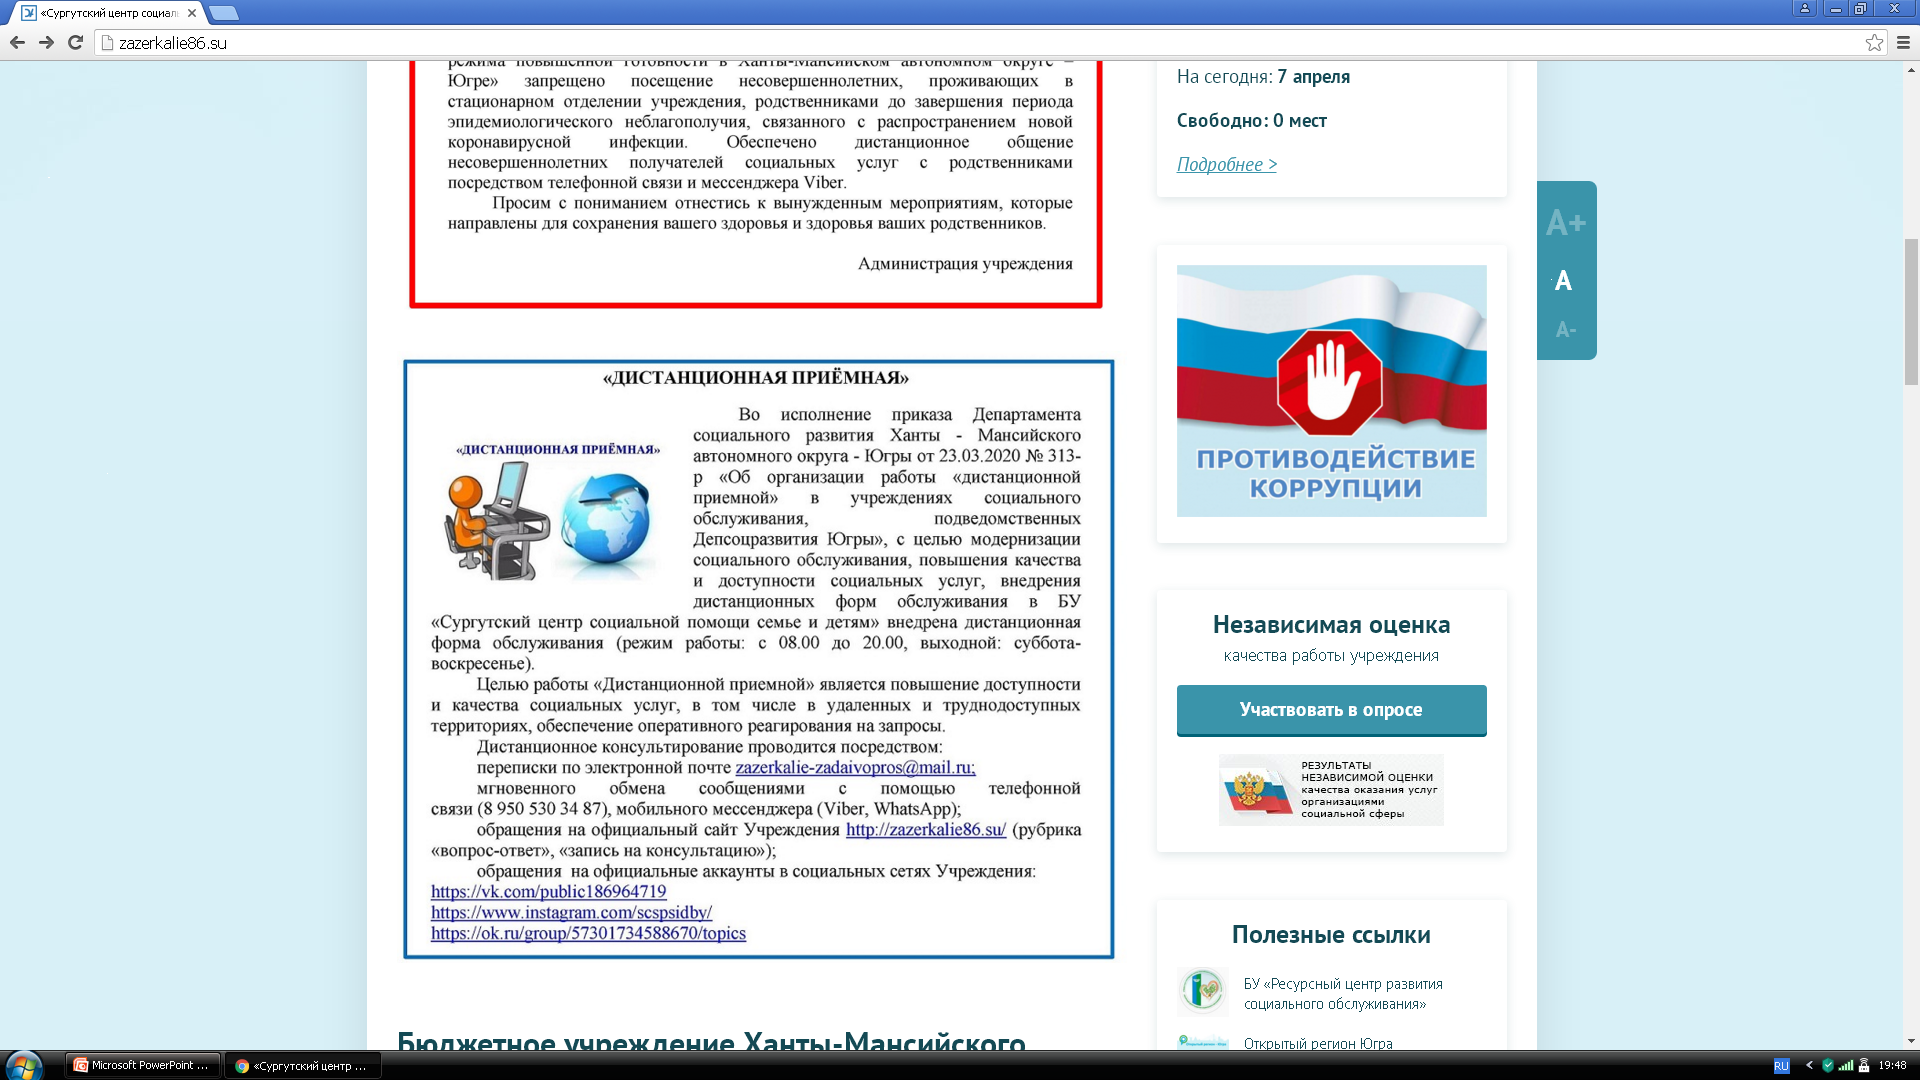 «Сургутский центр социаль
zazerkalie86.su
режима повышенной готовности в Ханты-Мансийском автономном округе –
Югре» запрещено посещение несовершеннолетних, проживающих в
стационарном отделении учреждения, родственниками до завершения периода
эпидемиологического неблагополучия, связанного с распространением новой
коронавирусной инфекции. Обеспечено дистанционное общение
несовершеннолетних получателей социальных услуг с родственниками
посредством телефонной связи и мессенджера Viber.
Просим с пониманием отнестись к вынужденным мероприятиям, которые
направлены для сохранения вашего здоровья и здоровья ваших родственников.
Администрация учреждения
«ДИСТАНЦИОННАЯ ПРИЁМНАЯ»
«ДИСТАНЦИОННАЯ ПРИЁМНАЯ»
Во исполнение приказа Департамента
социального развития Ханты - Мансийского
автономного округа - Югры от 23.03.2020 № 313-
р «Об организации работы «дистанционной
приемной» в учреждениях социального
обслуживания, подведомственных
Депсоцразвития Югры», с целью модернизации
социального обслуживания, повышения качества
и доступности социальных услуг, внедрения
дистанционных форм обслуживания в БУ
«Сургутский центр социальной помощи семье и детям» внедрена дистанционная
форма обслуживания (режим работы: с 08.00 до 20.00, выходной: суббота-
воскресенье).
Целью работы «Дистанционной приемной» является повышение доступности
и качества социальных услуг, в том числе в удаленных и труднодоступных
территориях, обеспечение оперативного реагирования на запросы.
Дистанционное консультирование проводится посредством:
переписки по электронной почте zazerkalie-zadaivopros@mail.ru;
мгновенного обмена сообщениями с помощью телефонной
связи (8 950 530 34 87), мобильного мессенджера (Viber, WhatsApp);
обращения на официальный сайт Учреждения http://zazerkalie86.su/ (рубрика
«вопрос-ответ», «запись на консультацию»);
обращения на официальные аккаунты в социальных сетях Учреждения:
https://vk.com/public186964719
https://www.instagram.com/scspsidby/
https://ok.ru/group/57301734588670/topics
Бюджетное учреждение Ханты-Мансийского
На сегодня: 7 апреля
Свободно: 0 мест
Подробнее >
ПРОТИВОДЕЙСТВИЕ
КОРРУПЦИИ
Независимая оценка
качества работы учреждения
Участвовать в опросе
РЕЗУЛЬТАТЫ
НЕЗАВИСИМОЙ ОЦЕНКИ
качества оказания услуг
организациями
социальной сферы
Полезные ссылки
БУ «Ресурсный центр развития
социального обслуживания»
Открытый регион Югра
A+
A
A-
Microsoft PowerPoint ...
«Сургутский центр ...
RU
19:48